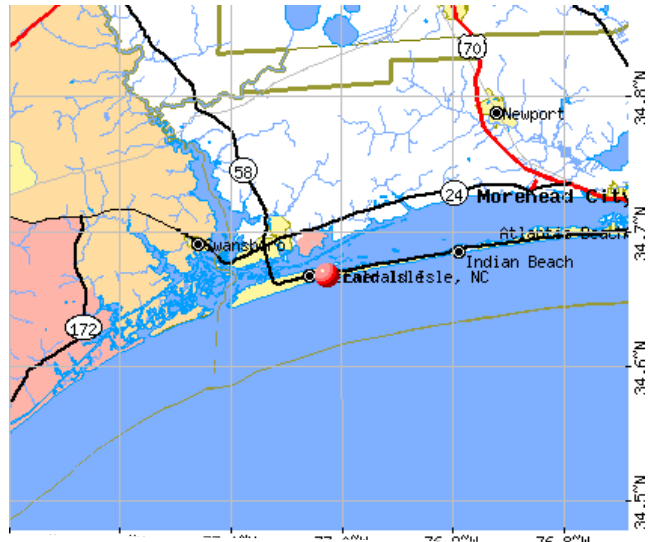 70
34.8°N
Newport
58
24
Morehead City
34.7°N
Atlantic Beach
Swansboro
Indian Beach
Isle, NC
172
34.6°N
34.5°N
76.9°W
76.8°W